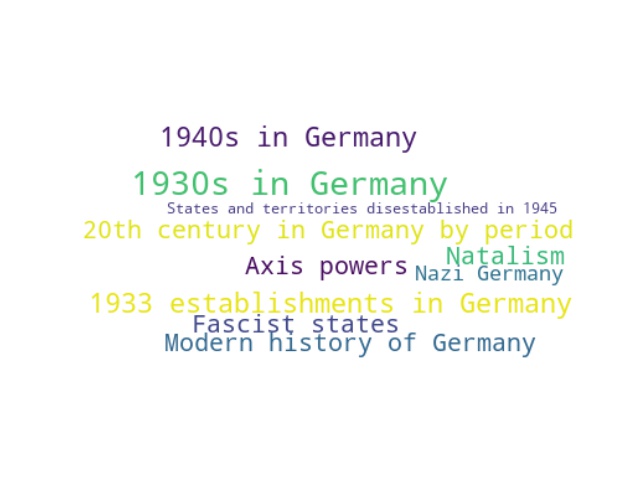 1940s in Germany
1930s in Germany
States and territories disestablished in 1945
20th century in Germany by period
Natalism
Axis powers
Nazi Germany
1933 establishments in Germany
Fascist states
Modern history of Germany